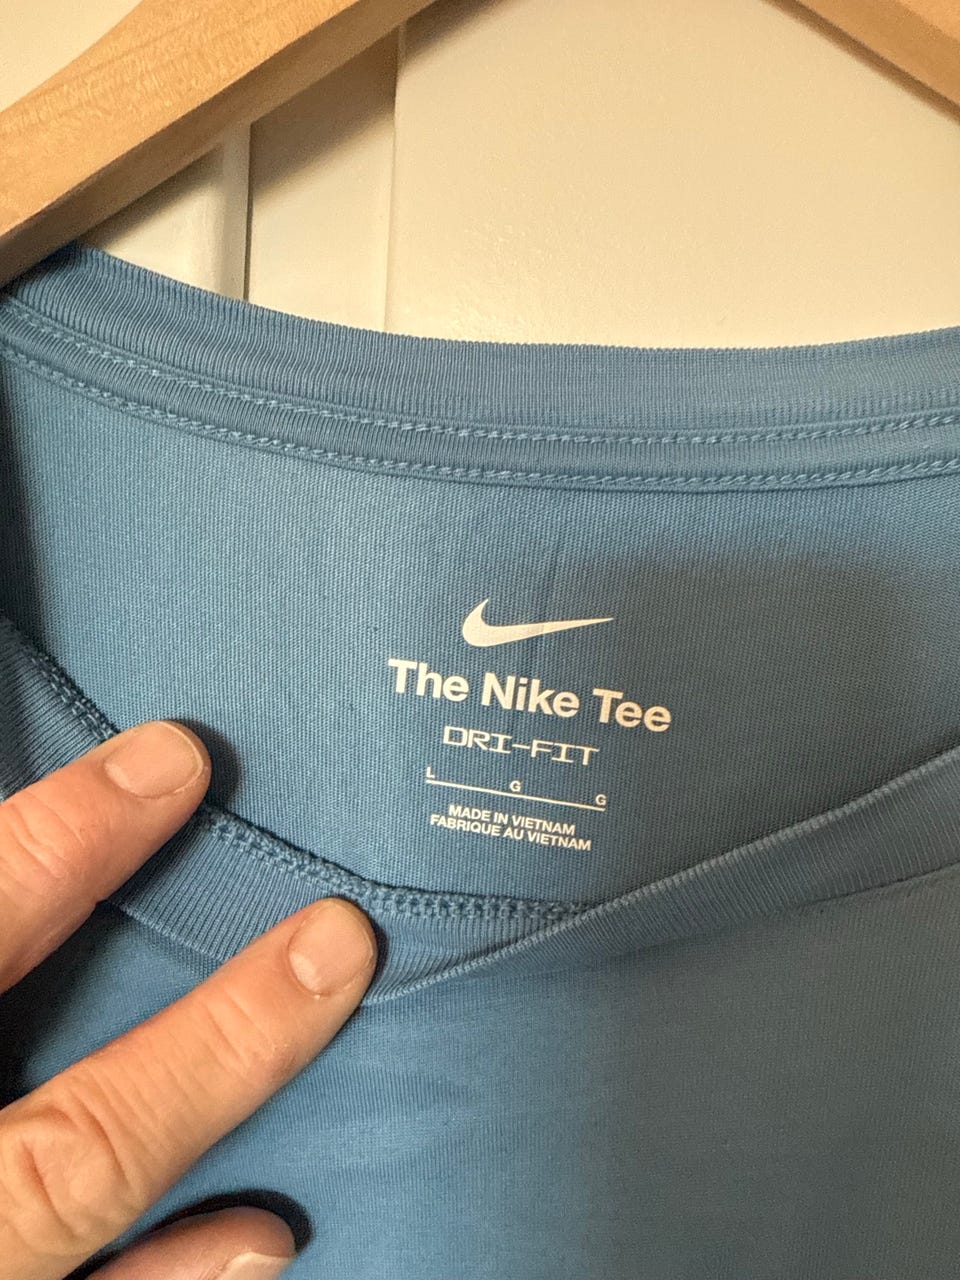 The Nike Tee
DRI-FIT
L G G
MADE IN VIETNAM
FABRIQUE AU VIETNAM